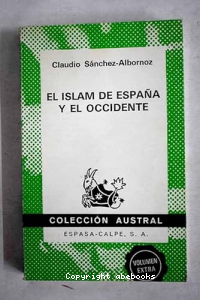 Claudio Sánchez-Albornoz
EL ISLAM DE ESPAÑA
Y EL OCCIDENTE
COLECCIÓN AUSTRAL
ESPASA-CALPE, S. A.
VOLUMEN
EXTRA
Copyright abebooks